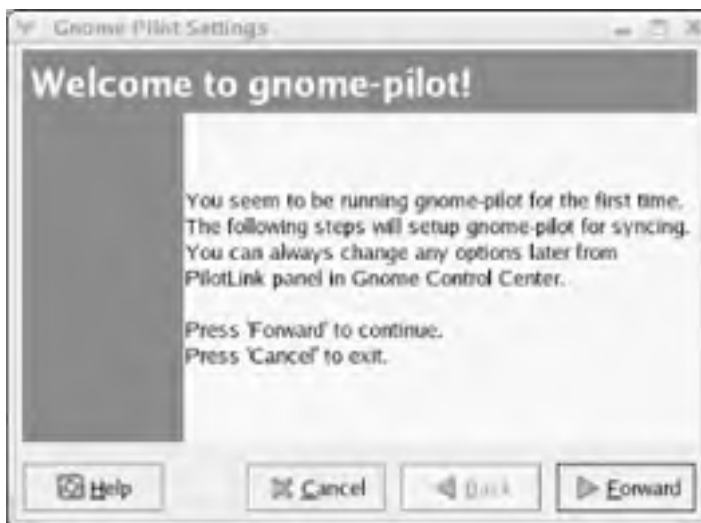 Gnome Pilot Settings
Welcome to gnome-pilot!
You seem to be running gnome-pilot for the first time.
The following steps will setup gnome-pilot for syncing.
You can always change any options later from
PilotLink panel in Gnome Control Center.
Press 'Forward' to continue.
Press 'Cancel' to exit.
Help Cancel Back Forward